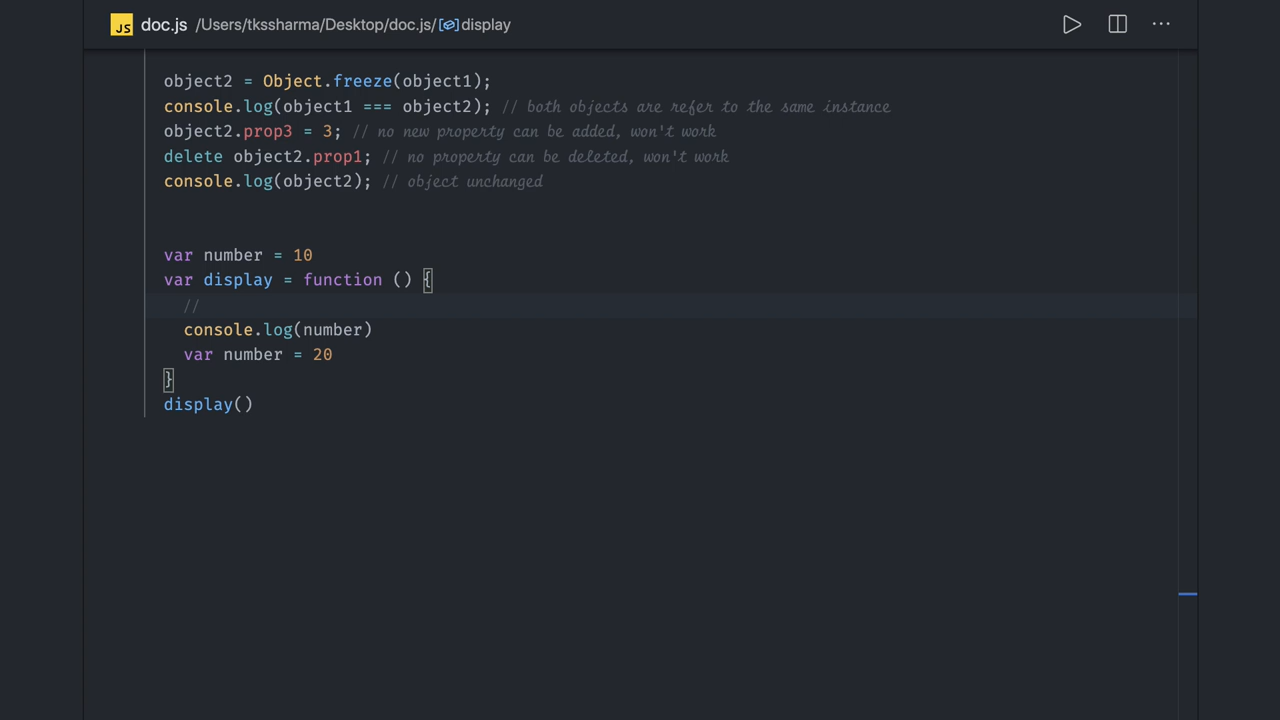 JS doc.js /Users/tkssharma/Desktop/doc.js/display
object2 = Object.freeze(object1);
console.log(object1 === object2); // both objects are refer to the same instance
object2.prop3 = 3; // no new property can be added, won't work
delete object2.prop1; // no property can be deleted, won't work
console.log(object2); // object unchanged
var number = 10
var display = function () {
//
console.log(number)
var number = 20
}
display()